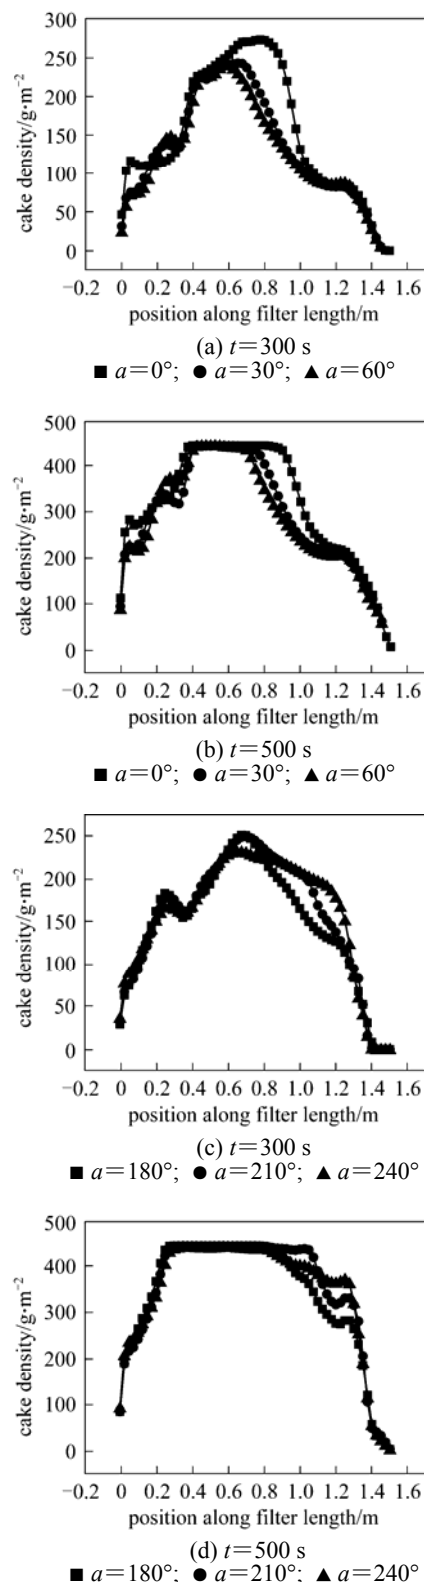 300
250
200
150
100
50
0
cake density/g·m⁻²
−0.2 0 0.2 0.4 0.6 0.8 1.0 1.2 1.4 1.6
position along filter length/m
(a) t＝300 s
■ a＝0°; ● a＝30°; ▲ a＝60°
500
400
300
200
100
0
cake density/g·m⁻²
−0.2 0 0.2 0.4 0.6 0.8 1.0 1.2 1.4 1.6
position along filter length/m
(b) t＝500 s
■ a＝0°; ● a＝30°; ▲ a＝60°
250
200
150
100
50
0
cake density/g·m⁻²
−0.2 0 0.2 0.4 0.6 0.8 1.0 1.2 1.4 1.6
position along filter length/m
(c) t＝300 s
■ a＝180°; ● a＝210°; ▲ a＝240°
500
400
300
200
100
0
cake density/g·m⁻²
−0.2 0 0.2 0.4 0.6 0.8 1.0 1.2 1.4 1.6
position along filter length/m
(d) t＝500 s
■ a＝180°; ● a＝210°; ▲ a＝240°